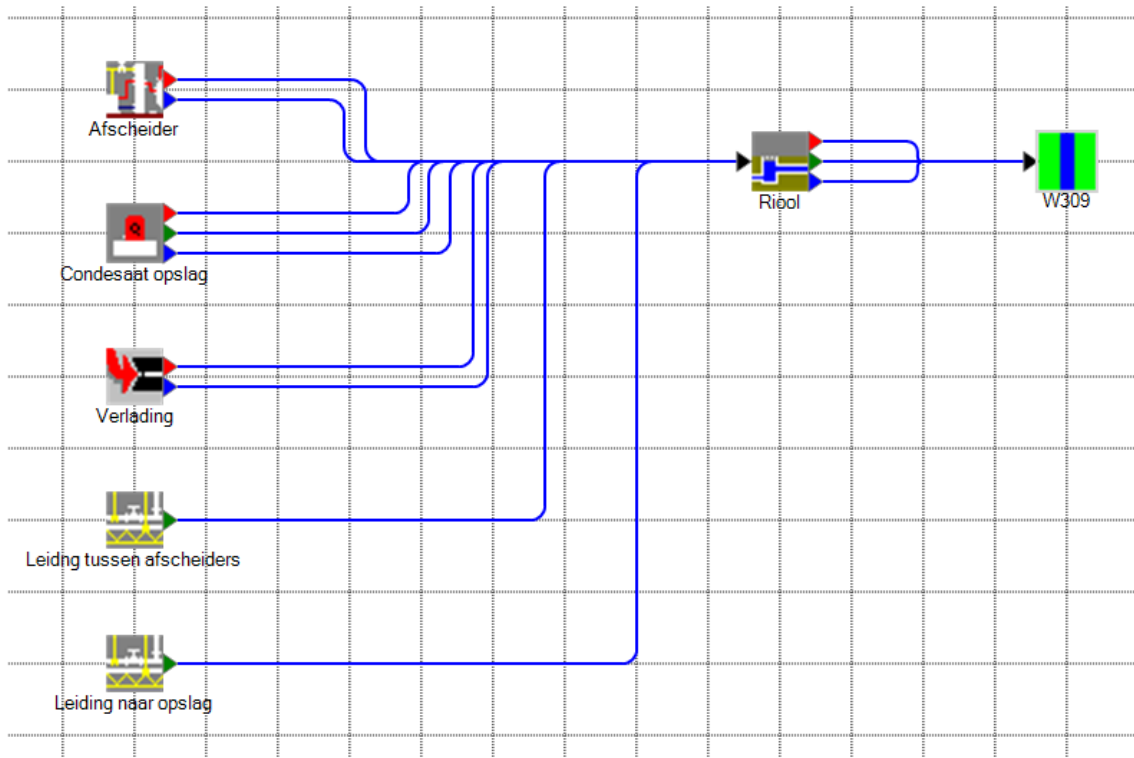 Afscheider
Riool
W309
Condesaat opslag
Verlading
Leidng tussen afscheiders
Leiding naar opslag